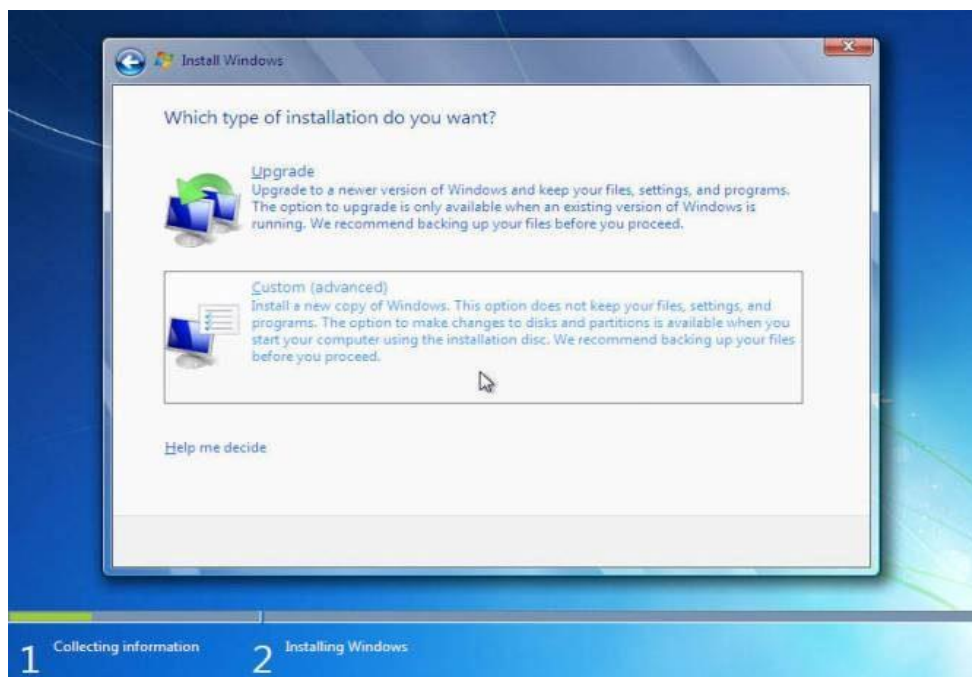 Install Windows
Which type of installation do you want?
Upgrade
Upgrade to a newer version of Windows and keep your files, settings, and programs.
The option to upgrade is only available when an existing version of Windows is
running. We recommend backing up your files before you proceed.
Custom (advanced)
Install a new copy of Windows. This option does not keep your files, settings, and
programs. The option to make changes to disks and partitions is available when you
start your computer using the installation disc. We recommend backing up your files
before you proceed.
Help me decide
1 Collecting information 2 Installing Windows